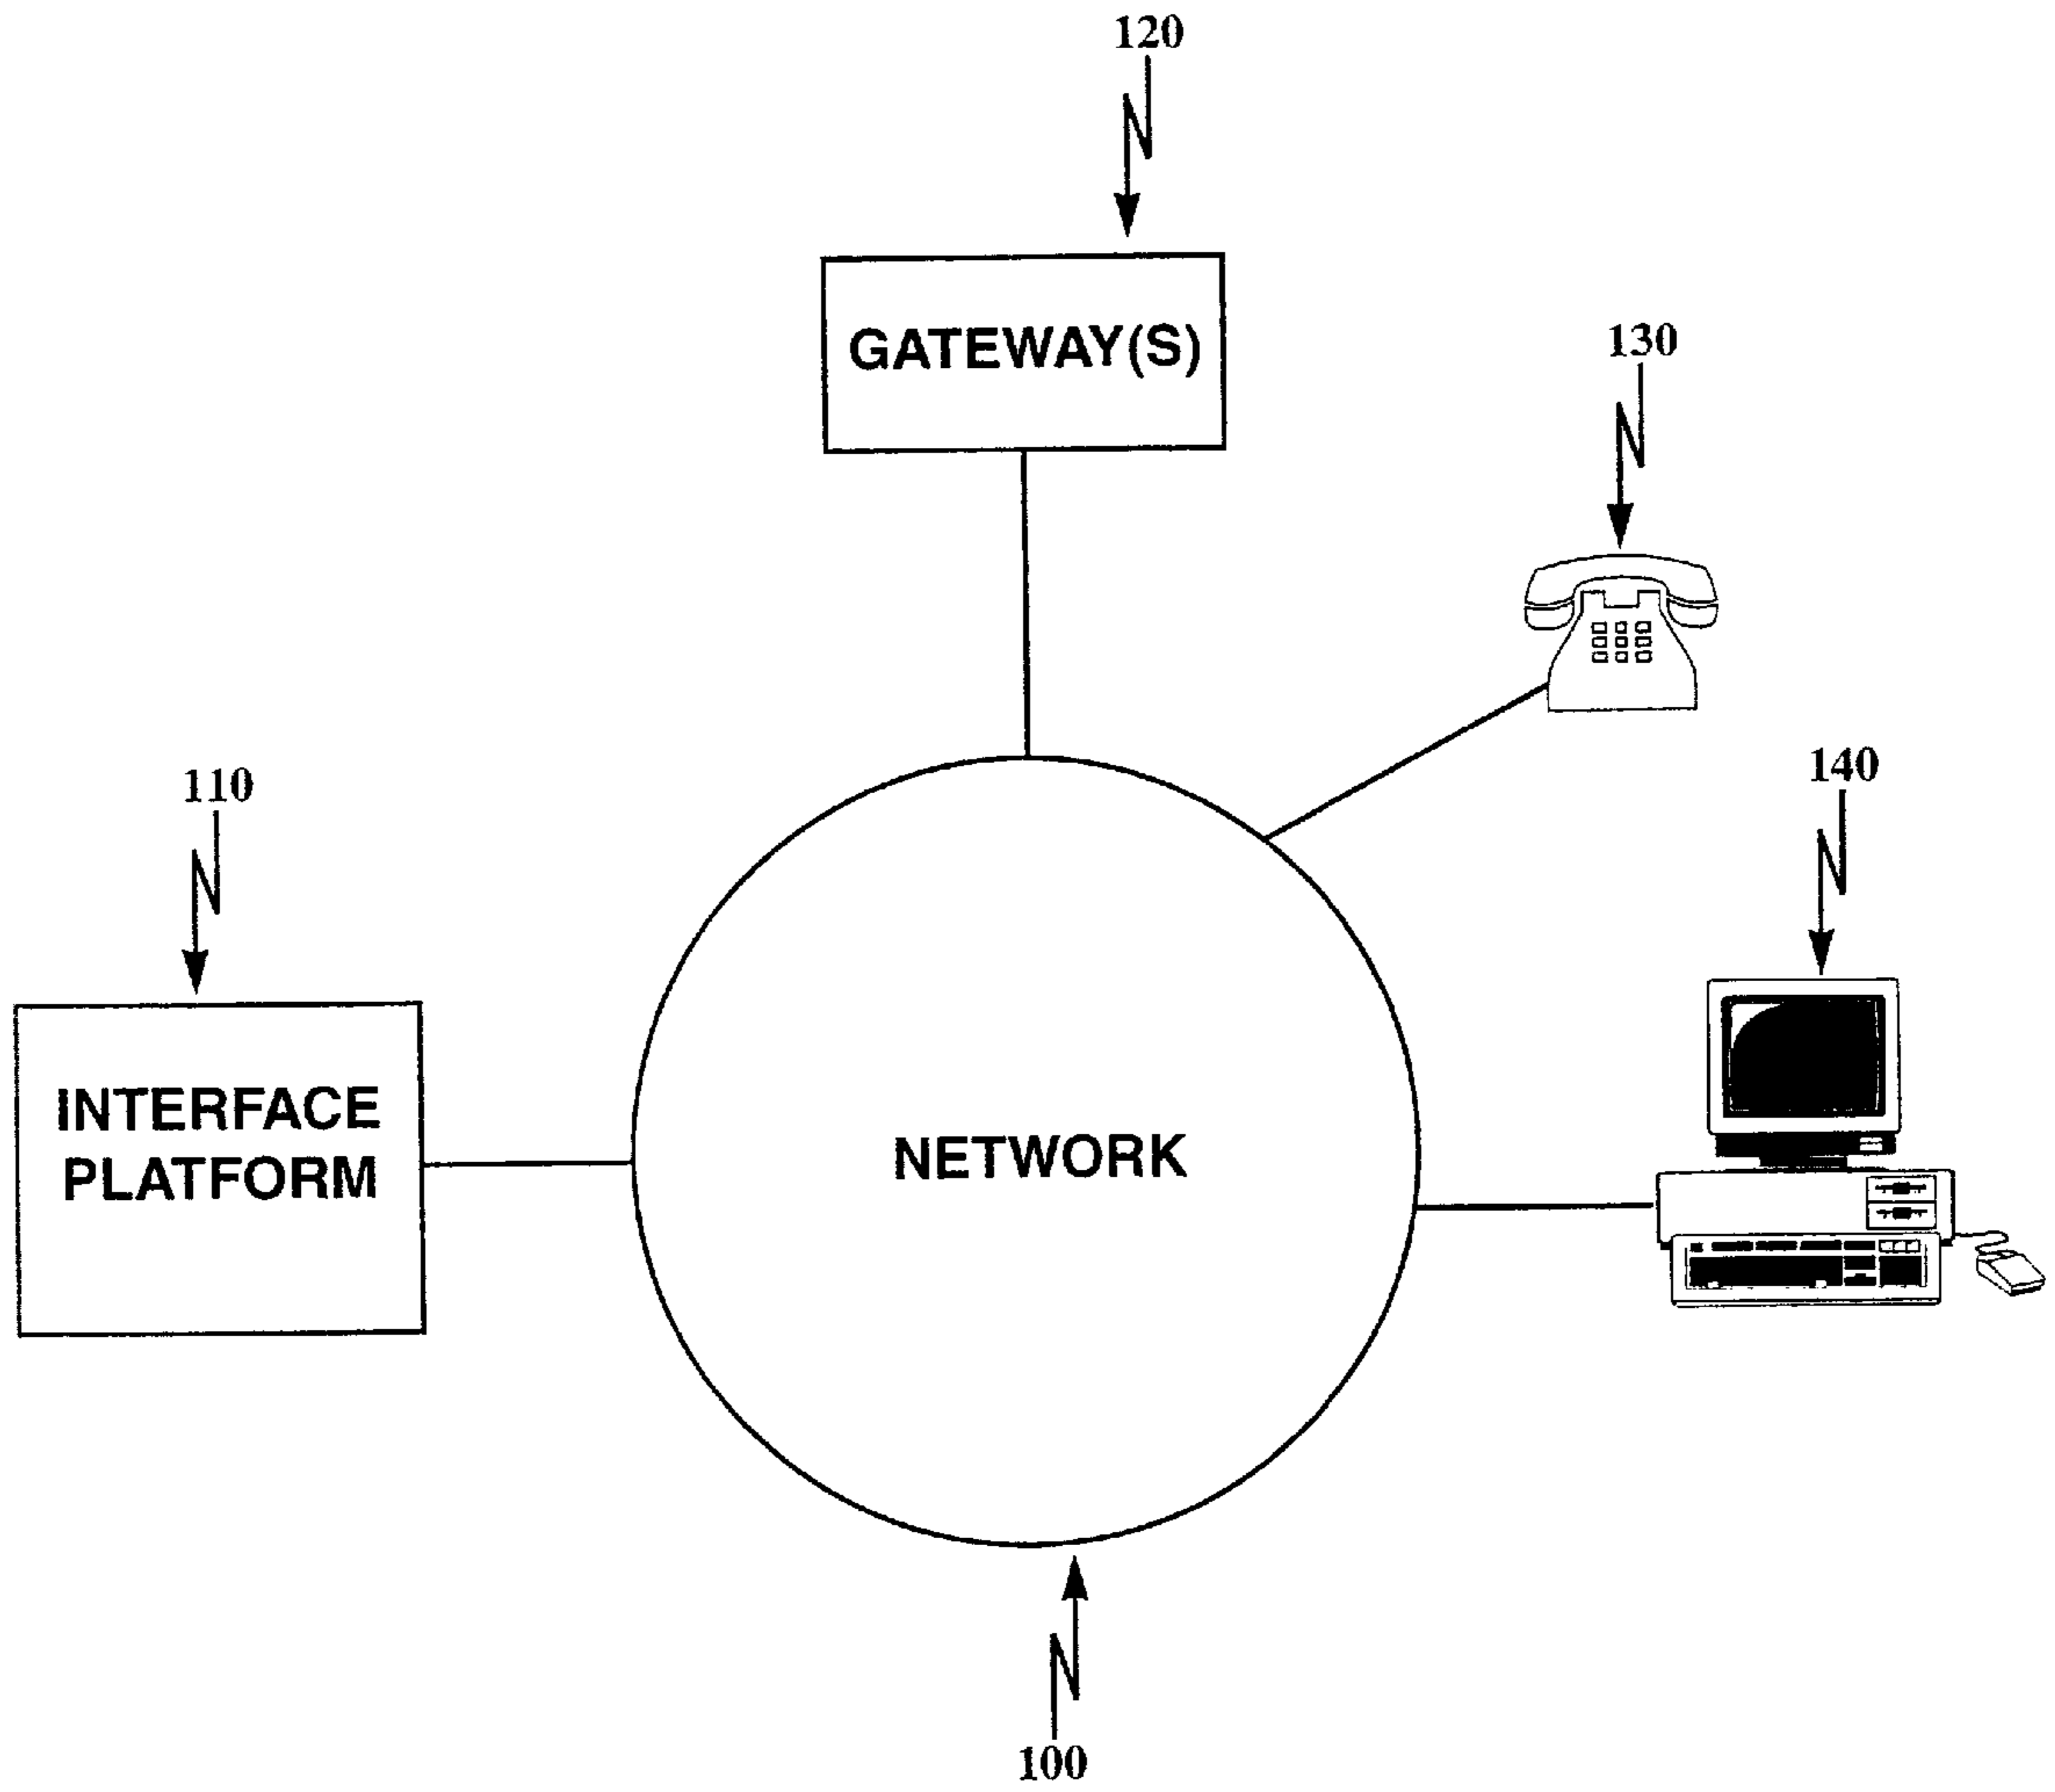 120
GATEWAY(S)
130
110
140
INTERFACE
PLATFORM
NETWORK
100